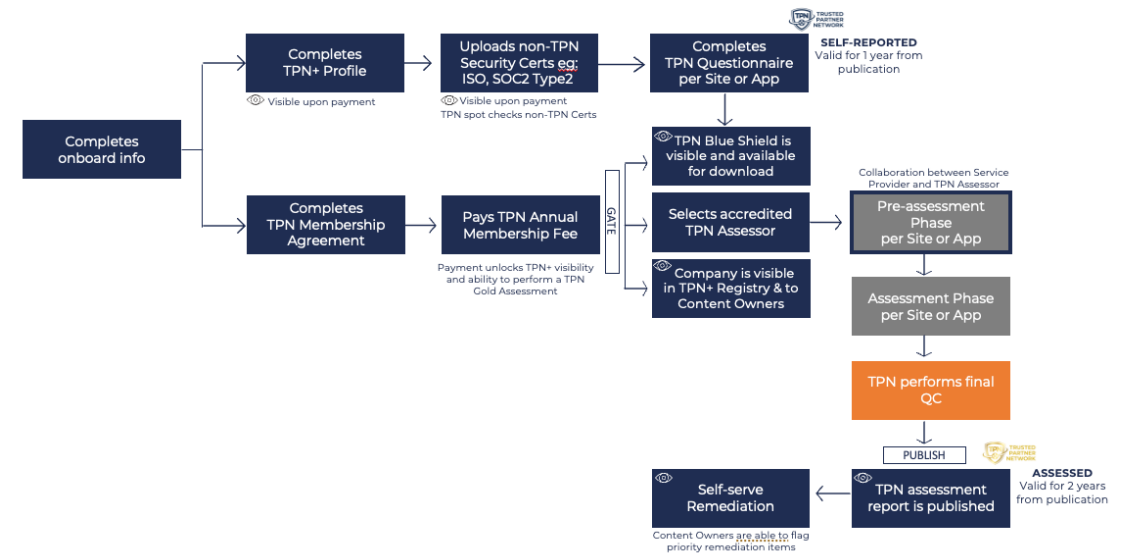 TPN
TRUSTED
PARTNER
NETWORK
Completes
TPN+ Profile
Uploads non-TPN
Security Certs eg:
ISO, SOC2 Type2
Completes
TPN Questionnaire
per Site or App
SELF-REPORTED
Valid for 1 year from
publication
Visible upon payment
Visible upon payment
TPN spot checks non-TPN Certs
Completes
onboard info
TPN Blue Shield is
visible and available
for download
Collaboration between Service
Provider and TPN Assessor
Completes
TPN Membership
Agreement
Pays TPN Annual
Membership Fee
GATE
Selects accredited
TPN Assessor
Pre-assessment
Phase
per Site or App
Payment unlocks TPN+ visibility
and ability to perform a TPN
Gold Assessment
Company is visible
in TPN+ Registry & to
Content Owners
Assessment Phase
per Site or App
TPN performs final
QC
PUBLISH
TRUSTED
PARTNER
NETWORK
ASSESSED
Valid for 2 years
from publication
Self-serve
Remediation
TPN assessment
report is published
Content Owners are able to flag
priority remediation items